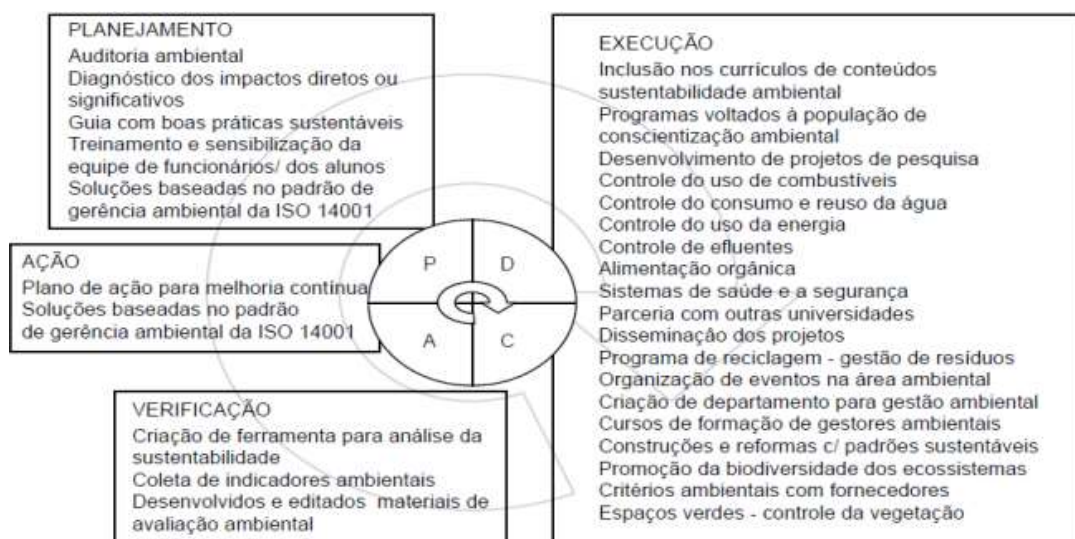 PLANEJAMENTO
Auditoria ambiental
Diagnóstico dos impactos diretos ou
significativos
Guia com boas práticas sustentáveis
Treinamento e sensibilização da
equipe de funcionários/ dos alunos
Soluções baseadas no padrão de
gerência ambiental da ISO 14001
EXECUÇÃO
Inclusão nos currículos de conteúdos
sustentabilidade ambiental
Programas voltados à população de
conscientização ambiental
Desenvolvimento de projetos de pesquisa
Controle do uso de combustíveis
Controle do consumo e reuso da água
Controle do uso da energia
Controle de efluentes
Alimentação orgânica
Sistemas de saúde e a segurança
Parceria com outras universidades
Disseminação dos projetos
Programa de reciclagem - gestão de resíduos
Organização de eventos na área ambiental
Criação de departamento para gestão ambiental
Cursos de formação de gestores ambientais
Construções e reformas c/ padrões sustentáveis
Promoção da biodiversidade dos ecossistemas
Critérios ambientais com fornecedores
Espaços verdes - controle da vegetação
AÇÃO
Plano de ação para melhoria contínua
Soluções baseadas no padrão
de gerência ambiental da ISO 14001
P D
A C
VERIFICAÇÃO
Criação de ferramenta para análise da
sustentabilidade
Coleta de indicadores ambientais
Desenvolvidos e editados materiais de
avaliação ambiental